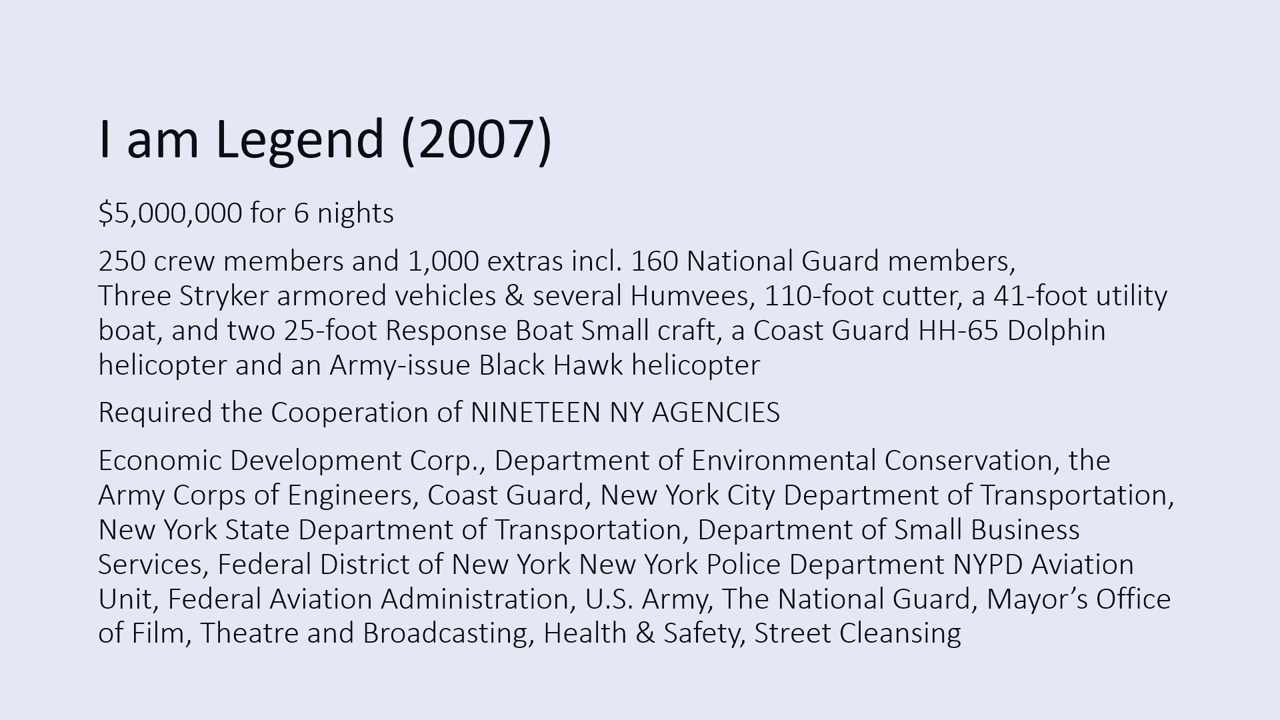 I am Legend (2007)
$5,000,000 for 6 nights
250 crew members and 1,000 extras incl. 160 National Guard members,
Three Stryker armored vehicles & several Humvees, 110-foot cutter, a 41-foot utility
boat, and two 25-foot Response Boat Small craft, a Coast Guard HH-65 Dolphin
helicopter and an Army-issue Black Hawk helicopter
Required the Cooperation of NINETEEN NY AGENCIES
Economic Development Corp., Department of Environmental Conservation, the
Army Corps of Engineers, Coast Guard, New York City Department of Transportation,
New York State Department of Transportation, Department of Small Business
Services, Federal District of New York New York Police Department NYPD Aviation
Unit, Federal Aviation Administration, U.S. Army, The National Guard, Mayor’s Office
of Film, Theatre and Broadcasting, Health & Safety, Street Cleansing